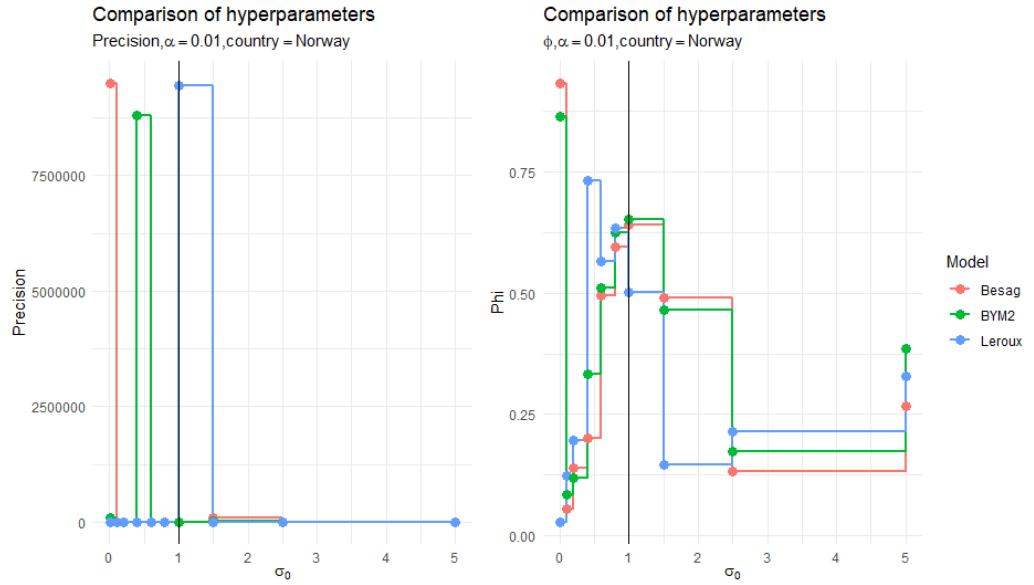 Comparison of hyperparameters
Precision,α = 0.01,country = Norway
Precision
7500000
5000000
2500000
0
0 1 2 3 4 5
σ₀
Comparison of hyperparameters
ϕ,α = 0.01,country = Norway
Phi
0.75
0.50
0.25
0.00
0 1 2 3 4 5
σ₀
Model
Besag
BYM2
Leroux